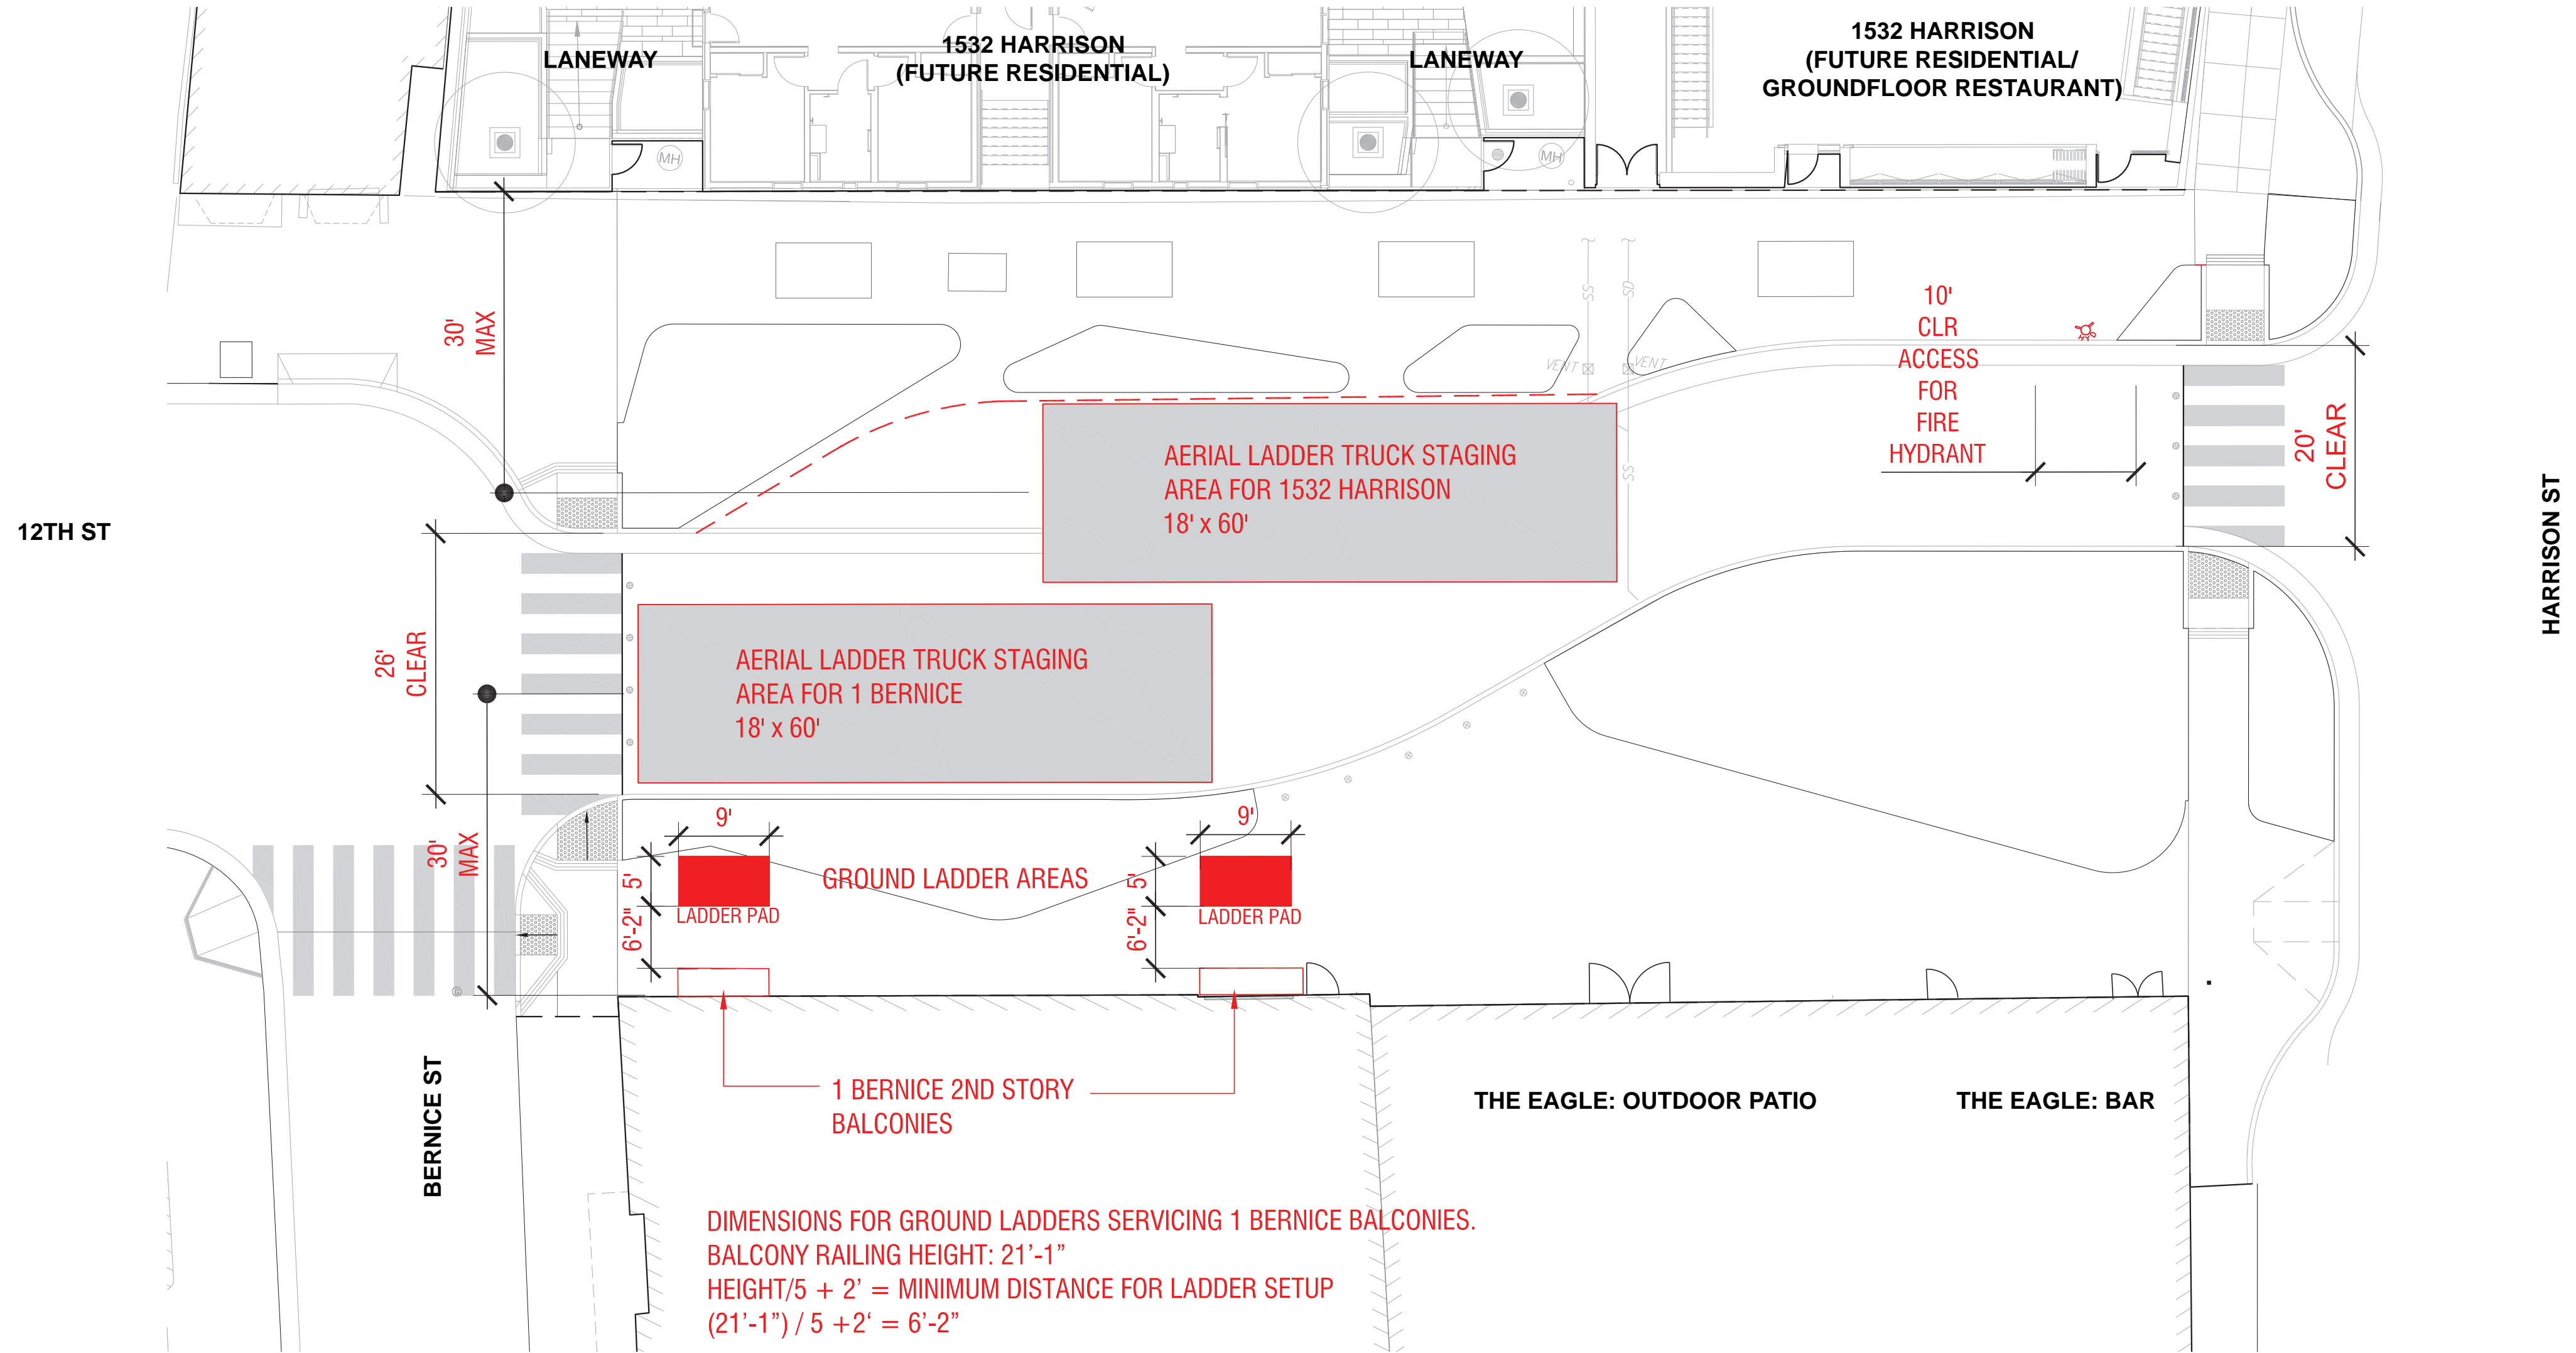 1532 HARRISON
(FUTURE RESIDENTIAL)
LANEWAY
LANEWAY
1532 HARRISON
(FUTURE RESIDENTIAL/
GROUNDFLOOR RESTAURANT)
MH
MH
SS
SD
VENT
VENT
SS
30'
MAX
10'
CLR
ACCESS
FOR
FIRE
HYDRANT
20'
CLEAR
HARRISON ST
12TH ST
AERIAL LADDER TRUCK STAGING
AREA FOR 1532 HARRISON
18' x 60'
26'
CLEAR
AERIAL LADDER TRUCK STAGING
AREA FOR 1 BERNICE
18' x 60'
30'
MAX
9'
9'
5'
6'-2"
LADDER PAD
GROUND LADDER AREAS
5'
6'-2"
LADDER PAD
BERNICE ST
1 BERNICE 2ND STORY
BALCONIES
THE EAGLE: OUTDOOR PATIO
THE EAGLE: BAR
DIMENSIONS FOR GROUND LADDERS SERVICING 1 BERNICE BALCONIES.
BALCONY RAILING HEIGHT: 21’-1”
HEIGHT/5 + 2’ = MINIMUM DISTANCE FOR LADDER SETUP
(21’-1”) / 5 +2‘ = 6’-2”